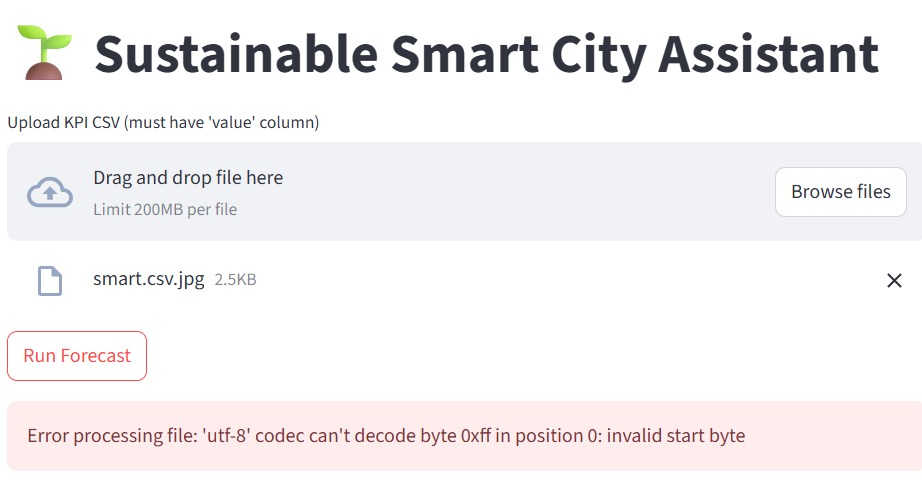 Sustainable Smart City Assistant
Upload KPI CSV (must have 'value' column)
Drag and drop file here
Limit 200MB per file
Browse files
smart.csv.jpg 2.5KB
Run Forecast
Error processing file: 'utf-8' codec can't decode byte 0xff in position 0: invalid start byte